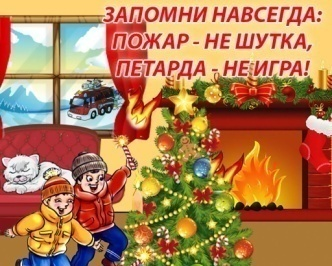 ЗАПОМНИ НАВСЕГДА:
ПОЖАР - НЕ ШУТКА,
ПЕТАРДА - НЕ ИГРА!